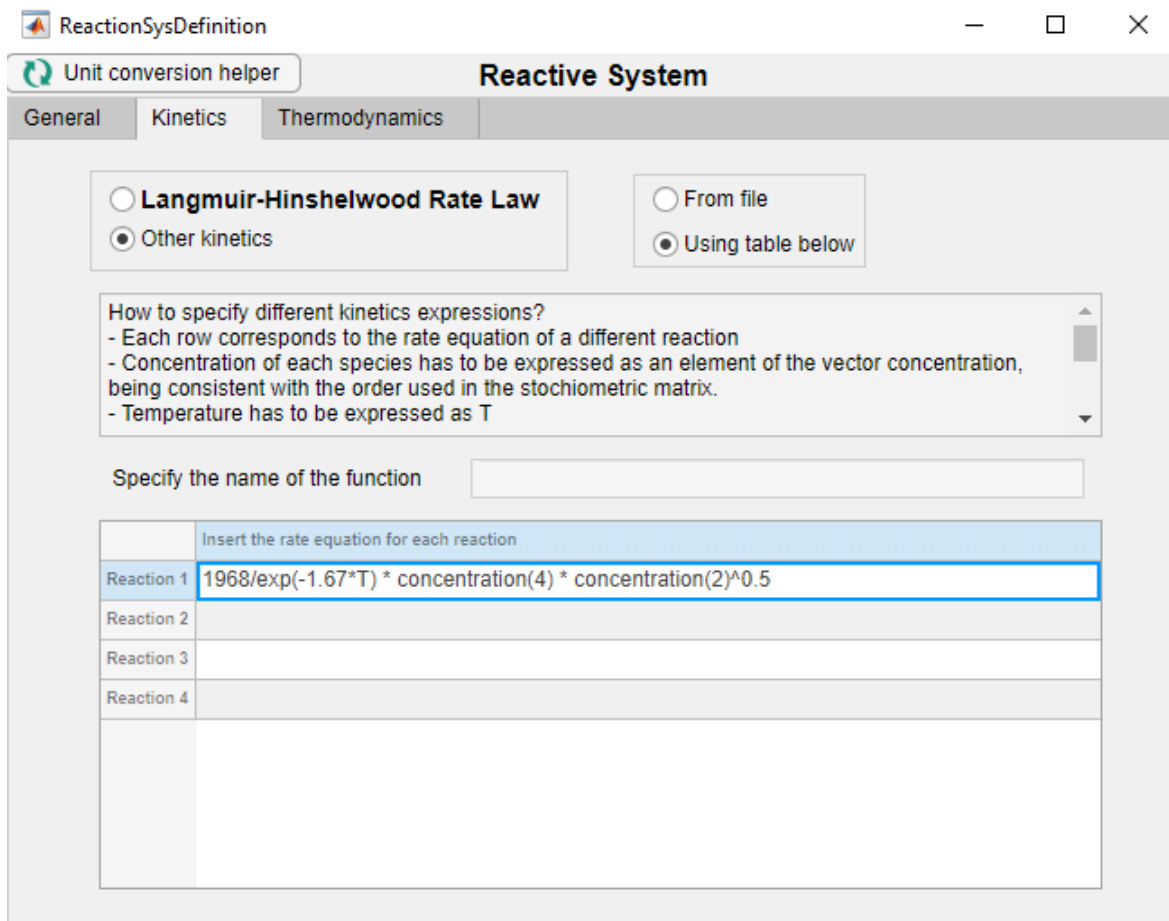 ReactionSysDefinition
Unit conversion helper
Reactive System
General
Kinetics
Thermodynamics
Langmuir-Hinshelwood Rate Law
Other kinetics
From file
Using table below
How to specify different kinetics expressions?
- Each row corresponds to the rate equation of a different reaction
- Concentration of each species has to be expressed as an element of the vector concentration,
being consistent with the order used in the stochiometric matrix.
- Temperature has to be expressed as T
Specify the name of the function
Insert the rate equation for each reaction
Reaction 1 1968/exp(-1.67*T) * concentration(4) * concentration(2)^0.5
Reaction 2
Reaction 3
Reaction 4